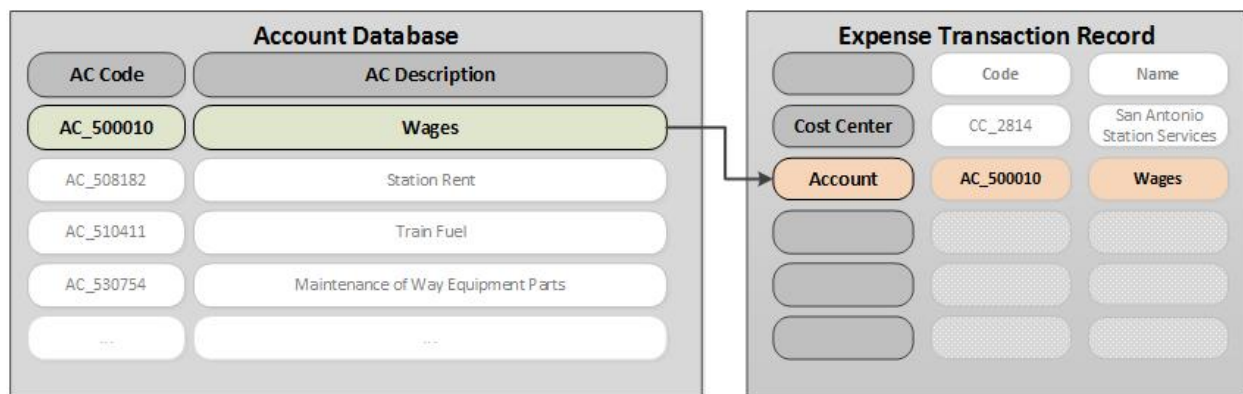 Account Database
AC Code AC Description
AC_500010 Wages
AC_508182 Station Rent
AC_510411 Train Fuel
AC_530754 Maintenance of Way Equipment Parts
... ...
Expense Transaction Record
Code Name
Cost Center CC_2814 San Antonio
Station Services
Account AC_500010 Wages